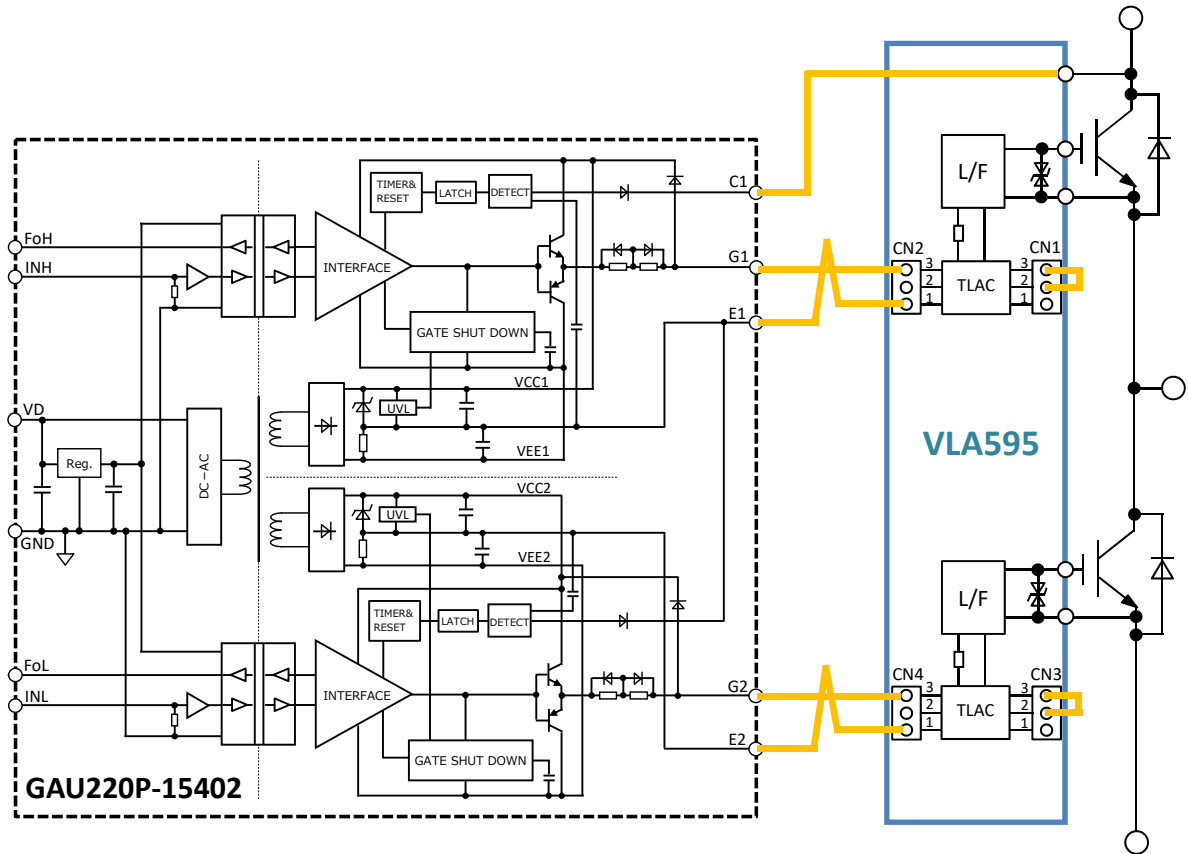 C1
L/F
TIMER&
RESET
LATCH
DETECT
FoH
INH
INTERFACE
G1
CN2
CN1
3
2
1
TLAC
3
2
1
E1
GATE SHUT DOWN
VCC1
UVL
VEE1
VD
Reg.
DC-AC
GND
VLA595
VCC2
UVL
VEE2
L/F
TIMER&
RESET
LATCH
DETECT
FoL
INL
INTERFACE
G2
CN4
CN3
3
2
1
TLAC
3
2
1
E2
GATE SHUT DOWN
GAU220P-15402